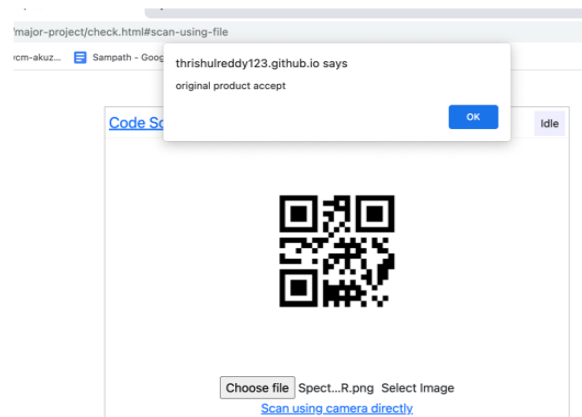 /major-project/check.html#scan-using-file
Sampath - Goog
thrishulreddy123.github.io says
original product accept
OK
Code Sc
Idle
Choose file Spect...R.png Select Image
Scan using camera directly